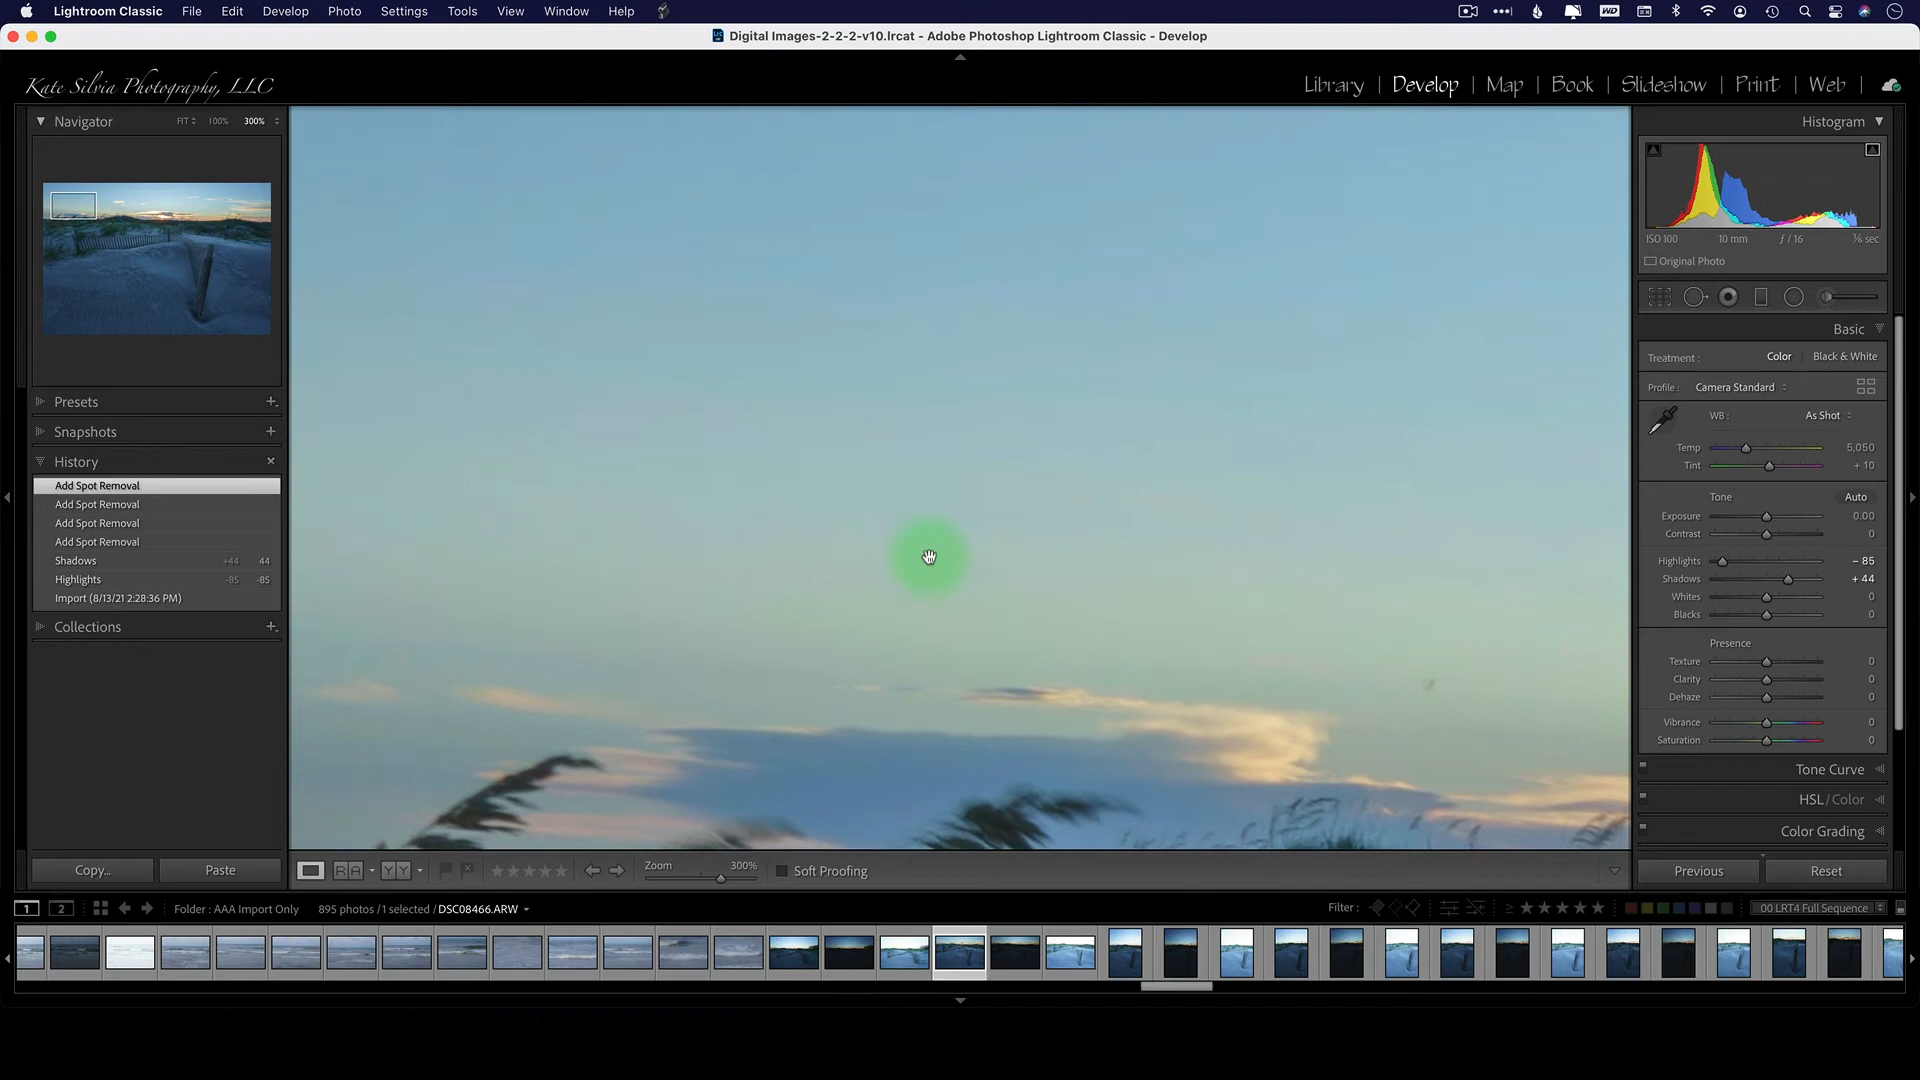 Lightroom Classic File Edit Develop Photo Settings Tools View Window Help
WD
Digital Images-2-2-2-v10.lrcat - Adobe Photoshop Lightroom Classic - Develop
Kate Silvia Photography, LLC
Library | Develop | Map | Book | Slideshow | Print | Web |
Navigator FIT 100% 300%
Presets
Snapshots
History
Add Spot Removal
Add Spot Removal
Add Spot Removal
Add Spot Removal
Shadows +44 44
Highlights -85 -85
Import (8/13/21 2:28:36 PM)
Collections
Copy... Paste
Histogram
ISO 100 10 mm ƒ / 16 ⅙ sec
Original Photo
Basic
Treatment : Color Black & White
Profile : Camera Standard
WB : As Shot
Temp 5,050
Tint + 10
Tone Auto
Exposure 0.00
Contrast 0
Highlights - 85
Shadows + 44
Whites 0
Blacks 0
Presence
Texture 0
Clarity 0
Dehaze 0
Vibrance 0
Saturation 0
Tone Curve
HSL / Color
Color Grading
Previous Reset
R A Y Y Zoom 300% Soft Proofing
1 2 Folder : AAA Import Only 895 photos / 1 selected / DSC08466.ARW Filter : ≥ 00 LRT4 Full Sequence